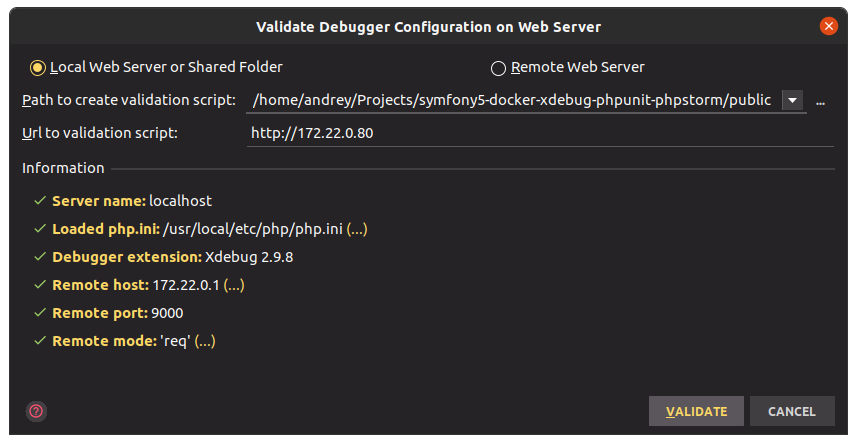 Validate Debugger Configuration on Web Server
Local Web Server or Shared Folder Remote Web Server
Path to create validation script: /home/andrey/Projects/symfony5-docker-xdebug-phpunit-phpstorm/public ...
Url to validation script: http://172.22.0.80
Information
Server name: localhost
Loaded php.ini: /usr/local/etc/php/php.ini (...)
Debugger extension: Xdebug 2.9.8
Remote host: 172.22.0.1 (...)
Remote port: 9000
Remote mode: 'req' (...)
? VALIDATE CANCEL